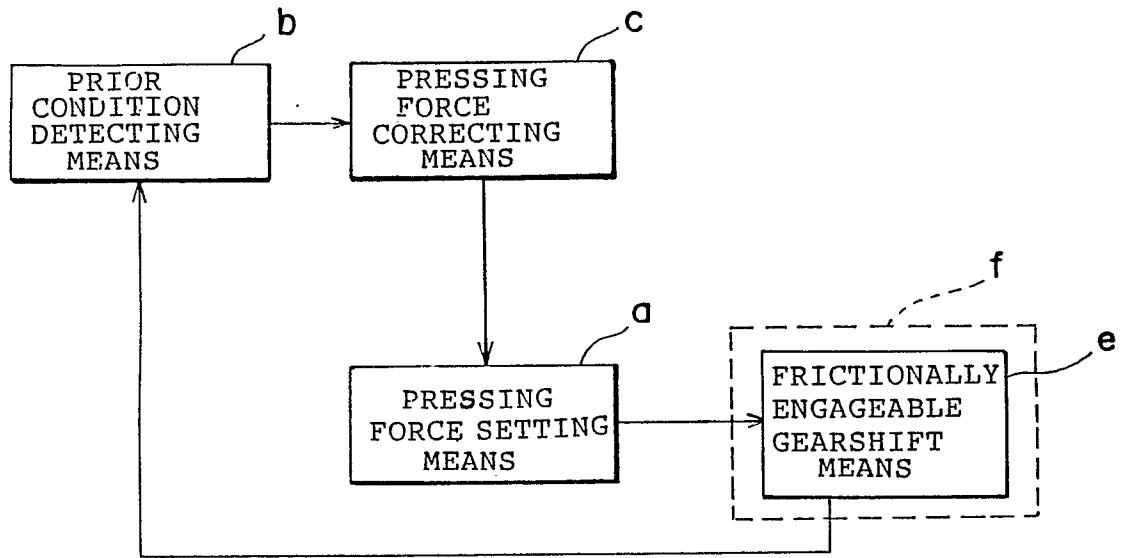 b
PRIOR
CONDITION
DETECTING
MEANS
c
PRESSING
FORCE
CORRECTING
MEANS
a
PRESSING
FORCE SETTING
MEANS
f
e
FRICTIONALLY
ENGAGEABLE
GEARSHIFT
MEANS